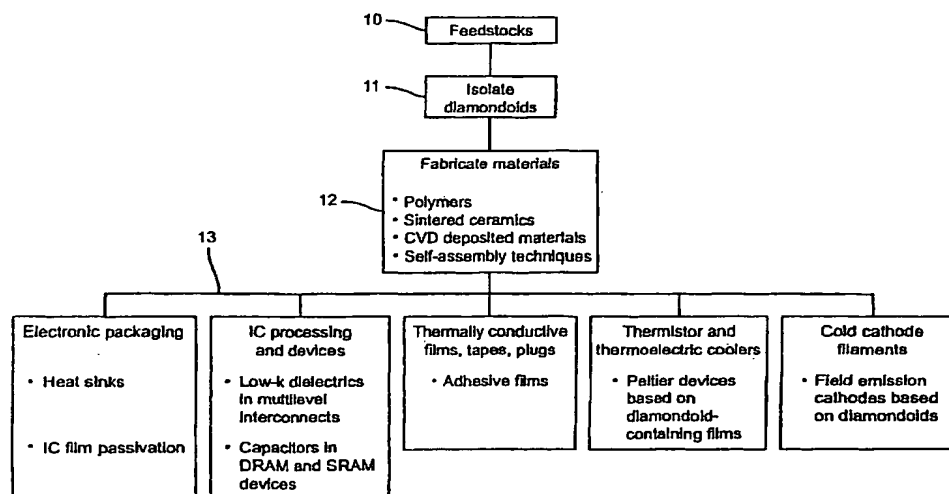 10
Feedstocks
11
Isolate
diamondoids
Fabricate materials
12
• Polymers
• Sintered ceramics
• CVD deposited materials
• Self-assembly techniques
13
Electronic packaging
• Heat sinks
• IC film passivation
IC processing
and devices
• Low-k dielectrics
in multilevel
interconnects
• Capacitors in
DRAM and SRAM
devices
Thermally conductive
films, tapes, plugs
• Adhesive films
Thermistor and
thermoelectric coolers
• Peltier devices
based on
diamondoid-
containing films
Cold cathode
filaments
• Field emission
cathodes based
on diamondoids